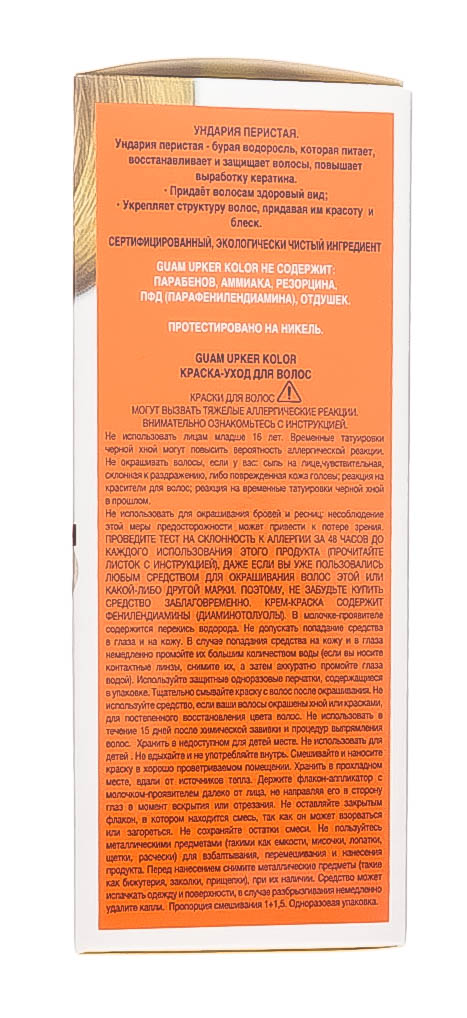 УНДАРИЯ ПЕРИСТАЯ.
Ундария перистая - бурая водоросль, которая питает,
восстанавливает и защищает волосы, повышает
выработку кератина.
· Придаёт волосам здоровый вид;
· Укрепляет структуру волос, придавая им красоту и
блеск.
СЕРТИФИЦИРОВАННЫЙ, ЭКОЛОГИЧЕСКИ ЧИСТЫЙ ИНГРЕДИЕНТ
GUAM UPKER KOLOR НЕ СОДЕРЖИТ:
ПАРАБЕНОВ, АММИАКА, РЕЗОРЦИНА,
ПФД (ПАРАФЕНИЛЕНДИАМИНА), ОТДУШЕК.
ПРОТЕСТИРОВАНО НА НИКЕЛЬ.
GUAM UPKER KOLOR
КРАСКА-УХОД ДЛЯ ВОЛОС
КРАСКИ ДЛЯ ВОЛОС
МОГУТ ВЫЗВАТЬ ТЯЖЕЛЫЕ АЛЛЕРГИЧЕСКИЕ РЕАКЦИИ.
ВНИМАТЕЛЬНО ОЗНАКОМЬТЕСЬ С ИНСТРУКЦИЕЙ.
Не использовать лицам младше 16 лет. Временные татуировки
черной хной могут повысить вероятность аллергической реакции.
Не окрашивать волосы, если у вас: сыпь на лице,чувствительная,
склонная к раздражению, либо поврежденная кожа головы; реакция на
красители для волос; реакция на временные татуировки черной хной
в прошлом.
Не использовать для окрашивания бровей и ресниц: несоблюдение
этой меры предосторожности может привести к потере зрения.
ПРОВЕДИТЕ ТЕСТ НА СКЛОННОСТЬ К АЛЛЕРГИИ ЗА 48 ЧАСОВ ДО
КАЖДОГО ИСПОЛЬЗОВАНИЯ ЭТОГО ПРОДУКТА (ПРОЧИТАЙТЕ
ЛИСТОК С ИНСТРУКЦИЕЙ), ДАЖЕ ЕСЛИ ВЫ УЖЕ ПОЛЬЗОВАЛИСЬ
ЛЮБЫМ СРЕДСТВОМ ДЛЯ ОКРАШИВАНИЯ ВОЛОС ЭТОЙ ИЛИ
КАКОЙ-ЛИБО ДРУГОЙ МАРКИ. ПОЭТОМУ, НЕ ЗАБУДЬТЕ КУПИТЬ
СРЕДСТВО ЗАБЛАГОВРЕМЕННО. КРЕМ-КРАСКА СОДЕРЖИТ
ФЕНИЛЕНДИАМИНЫ (ДИАМИНОТОЛУОЛЫ). В молочке-проявителе
содержится перекись водорода. Не допускать попадание средства
в глаза и на кожу. В случае попадания средства на кожу и в глаза
немедленно промойте их большим количеством воды (если вы носите
контактные линзы, снимите их, а затем аккуратно промойте глаза
водой). Используйте защитные одноразовые перчатки, содержащиеся
в упаковке. Тщательно смывайте краску с волос после окрашивания. Не
используйте средство, если ваши волосы окрашены хной или красками,
для постепенного восстановления цвета волос. Не использовать в
течение 15 дней после химической завивки и процедур выпрямления
волос. Хранить в недоступном для детей месте. Не использовать для
детей . Не вдыхайте и не употребляйте внутрь. Смешивайте и наносите
краску в хорошо проветриваемом помещении. Хранить в прохладном
месте, вдали от источников тепла. Держите флакон-аппликатор с
молочком-проявителем далеко от лица, не направляя его в сторону
глаз в момент вскрытия или отрезания. Не оставляйте закрытым
флакон, в котором находится смесь, так как он может взорваться
или загореться. Не сохраняйте остатки смеси. Не пользуйтесь
металлическими предметами (такими как емкости, мисочки, лопатки,
щетки, расчески) для взбалтывания, перемешивания и нанесения
продукта. Перед нанесением снимите металлические предметы (такие
как бижутерия, заколки, прищепки), при их наличии. Средство может
испачкать одежду и поверхности, в случае разбрызгивания немедленно
удалите капли. Пропорция смешивания 1+1,5. Одноразовая упаковка.